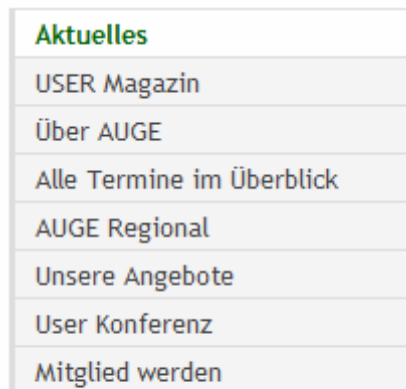 Aktuelles
USER Magazin
Über AUGE
Alle Termine im Überblick
AUGE Regional
Unsere Angebote
User Konferenz
Mitglied werden